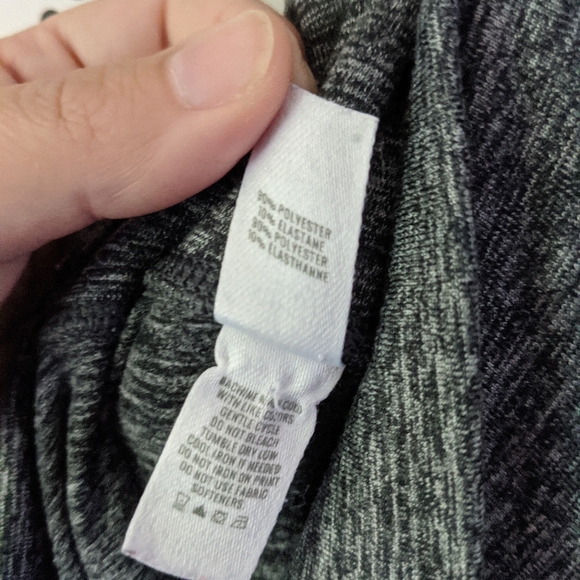 90% POLYESTER
10% ELASTANE
90% POLYESTER
10% ELASTHANNE
MACHINE WASH COLD
WITH LIKE COLORS
GENTLE CYCLE
DO NOT BLEACH
TUMBLE DRY LOW
COOL IRON IF NEEDED
DO NOT IRON ON PRINT
DO NOT USE FABRIC
SOFTENERS